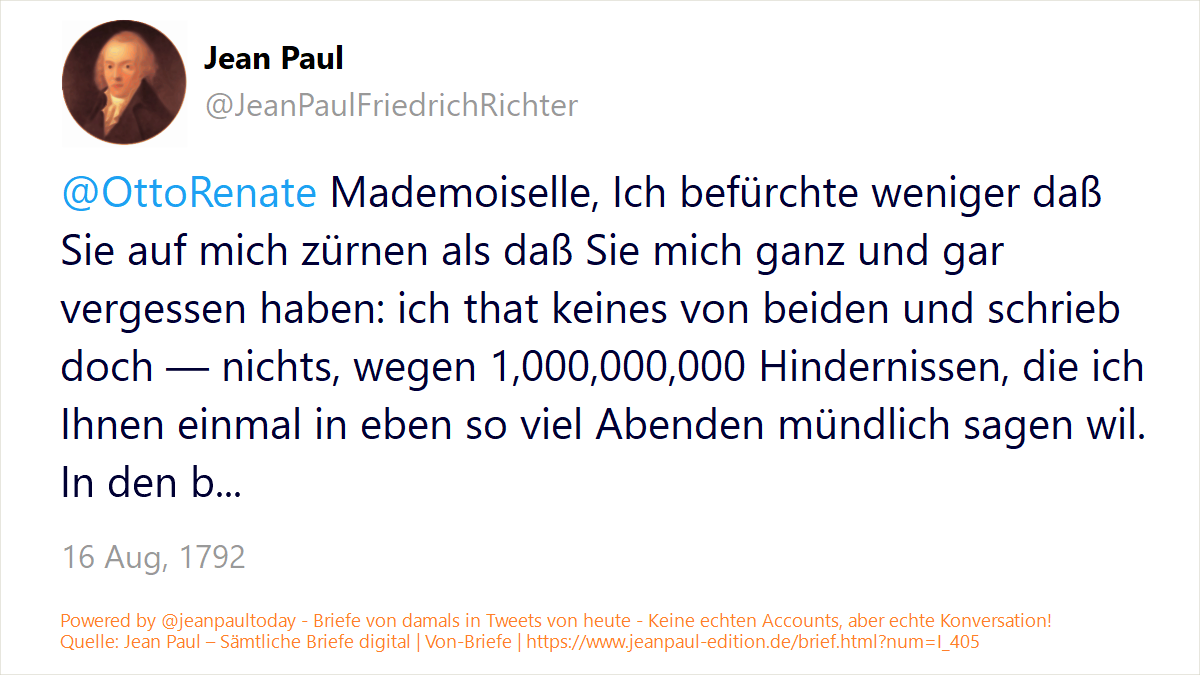 Jean Paul
@JeanPaulFriedrichRichter
@OttoRenate Mademoiselle, Ich befürchte weniger daß
Sie auf mich zürnen als daß Sie mich ganz und gar
vergessen haben: ich that keines von beiden und schrieb
doch — nichts, wegen 1,000,000,000 Hindernissen, die ich
Ihnen einmal in eben so viel Abenden mündlich sagen wil.
In den b...
16 Aug, 1792
Powered by @jeanpaultoday - Briefe von damals in Tweets von heute - Keine echten Accounts, aber echte Konversation!
Quelle: Jean Paul – Sämtliche Briefe digital | Von-Briefe | https://www.jeanpaul-edition.de/brief.html?num=I_405